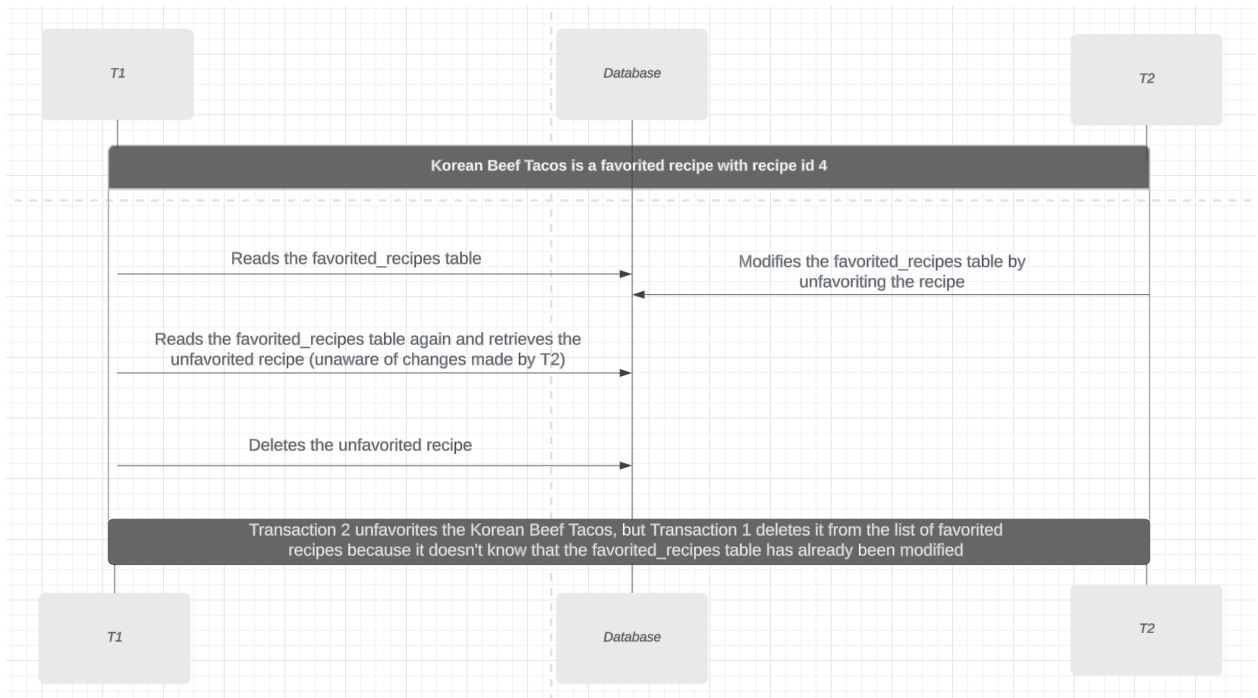 T1
Database
T2
Korean Beef Tacos is a favorited recipe with recipe id 4
Reads the favorited_recipes table
Modifies the favorited_recipes table by
unfavoriting the recipe
Reads the favorited_recipes table again and retrieves the
unfavorited recipe (unaware of changes made by T2)
Deletes the unfavorited recipe
Transaction 2 unfavorites the Korean Beef Tacos, but Transaction 1 deletes it from the list of favorited
recipes because it doesn't know that the favorited_recipes table has already been modified
T1
Database
T2